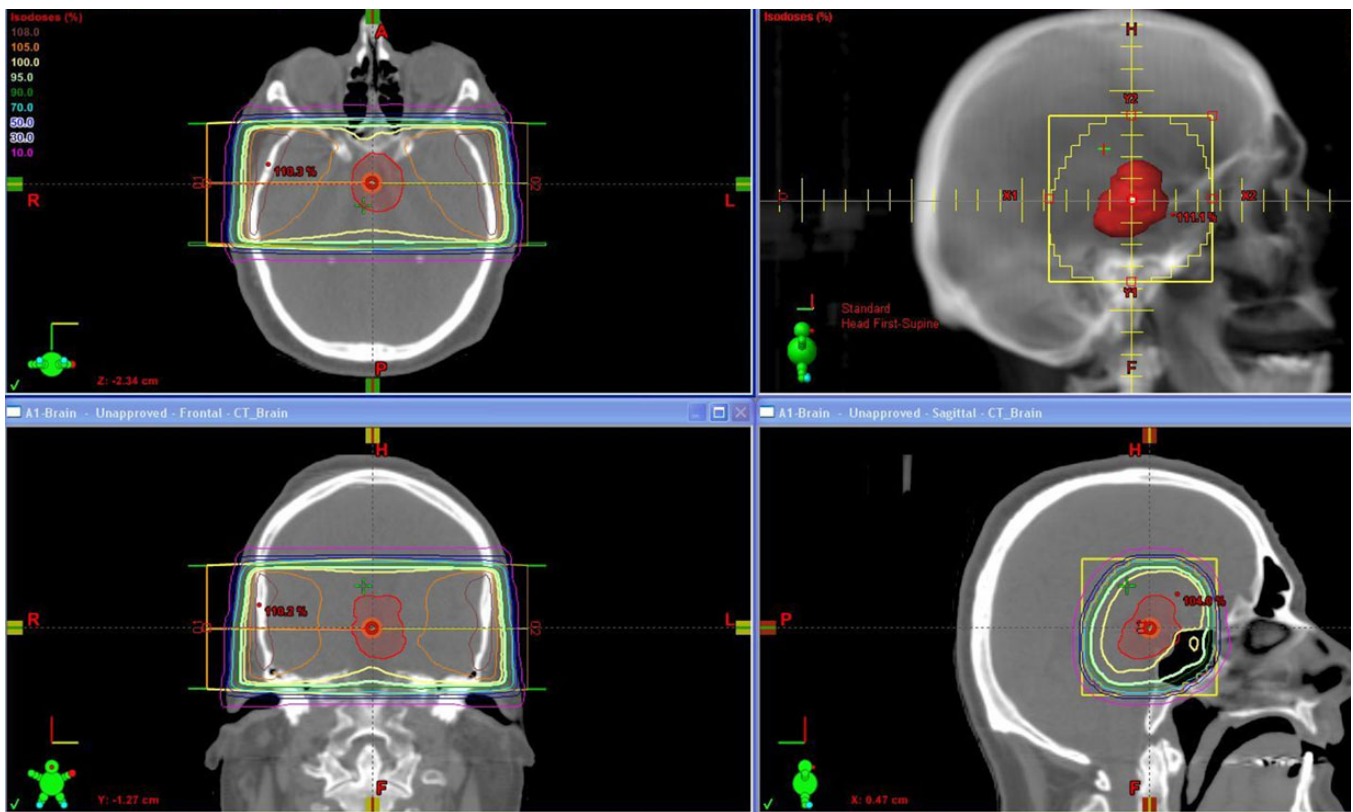 Isodoses (%)
108.0
105.0
100.0
95.0
90.0
70.0
50.0
30.0
10.0
A
R
L
P
110.3 %
Z: -2.34 cm
Isodoses (%)
H
Y2
X1
X2
111.1 %
Y1
Standard
Head First-Supine
F
A1-Brain - Unapproved - Frontal - CT_Brain
H
R
L
110.2 %
F
Y: -1.27 cm
A1-Brain - Unapproved - Sagittal - CT_Brain
H
P
104.0 %
F
X: 0.47 cm